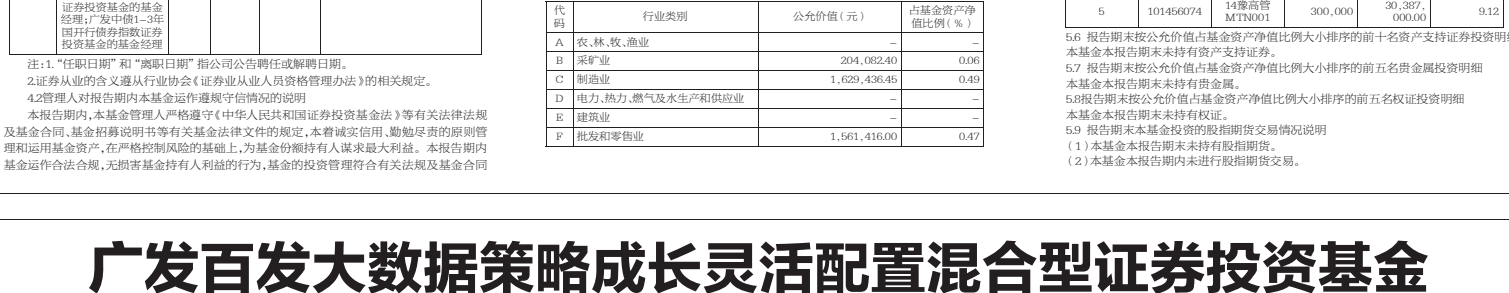 证券投资基金的基金
经理；广发中债1-3年
国开行债券指数证券
投资基金的基金经理
注：1.“任职日期”和“离职日期”指公司公告聘任或解聘日期。
2.证券从业的含义遵从行业协会《证券业从业人员资格管理办法》的相关规定。
4.2管理人对报告期内本基金运作遵规守信情况的说明
本报告期内，本基金管理人严格遵守《中华人民共和国证券投资基金法》等有关法律法规
及基金合同、基金招募说明书等有关基金法律文件的规定，本着诚实信用、勤勉尽责的原则管
理和运用基金资产，在严格控制风险的基础上，为基金份额持有人谋求最大利益。本报告期内
基金运作合法合规，无损害基金持有人利益的行为，基金的投资管理符合有关法规及基金合同
代码 行业类别 公允价值（元） 占基金资产净值比例（%）
A 农、林、牧、渔业 － －
B 采矿业 204,082.40 0.06
C 制造业 1,629,436.45 0.49
D 电力、热力、燃气及水生产和供应业 － －
E 建筑业 － －
F 批发和零售业 1,561,416.00 0.47
5 101456074 14豫高管MTN001 300,000 30,387,000.00 9.12
5.6 报告期末按公允价值占基金资产净值比例大小排序的前十名资产支持证券投资明
本基金本报告期末未持有资产支持证券。
5.7 报告期末按公允价值占基金资产净值比例大小排序的前五名贵金属投资明细
本基金本报告期末未持有贵金属。
5.8报告期末按公允价值占基金资产净值比例大小排序的前五名权证投资明细
本基金本报告期末未持有权证。
5.9 报告期末本基金投资的股指期货交易情况说明
（1）本基金本报告期末未持有股指期货。
（2）本基金本报告期内未进行股指期货交易。
广发百发大数据策略成长灵活配置混合型证券投资基金